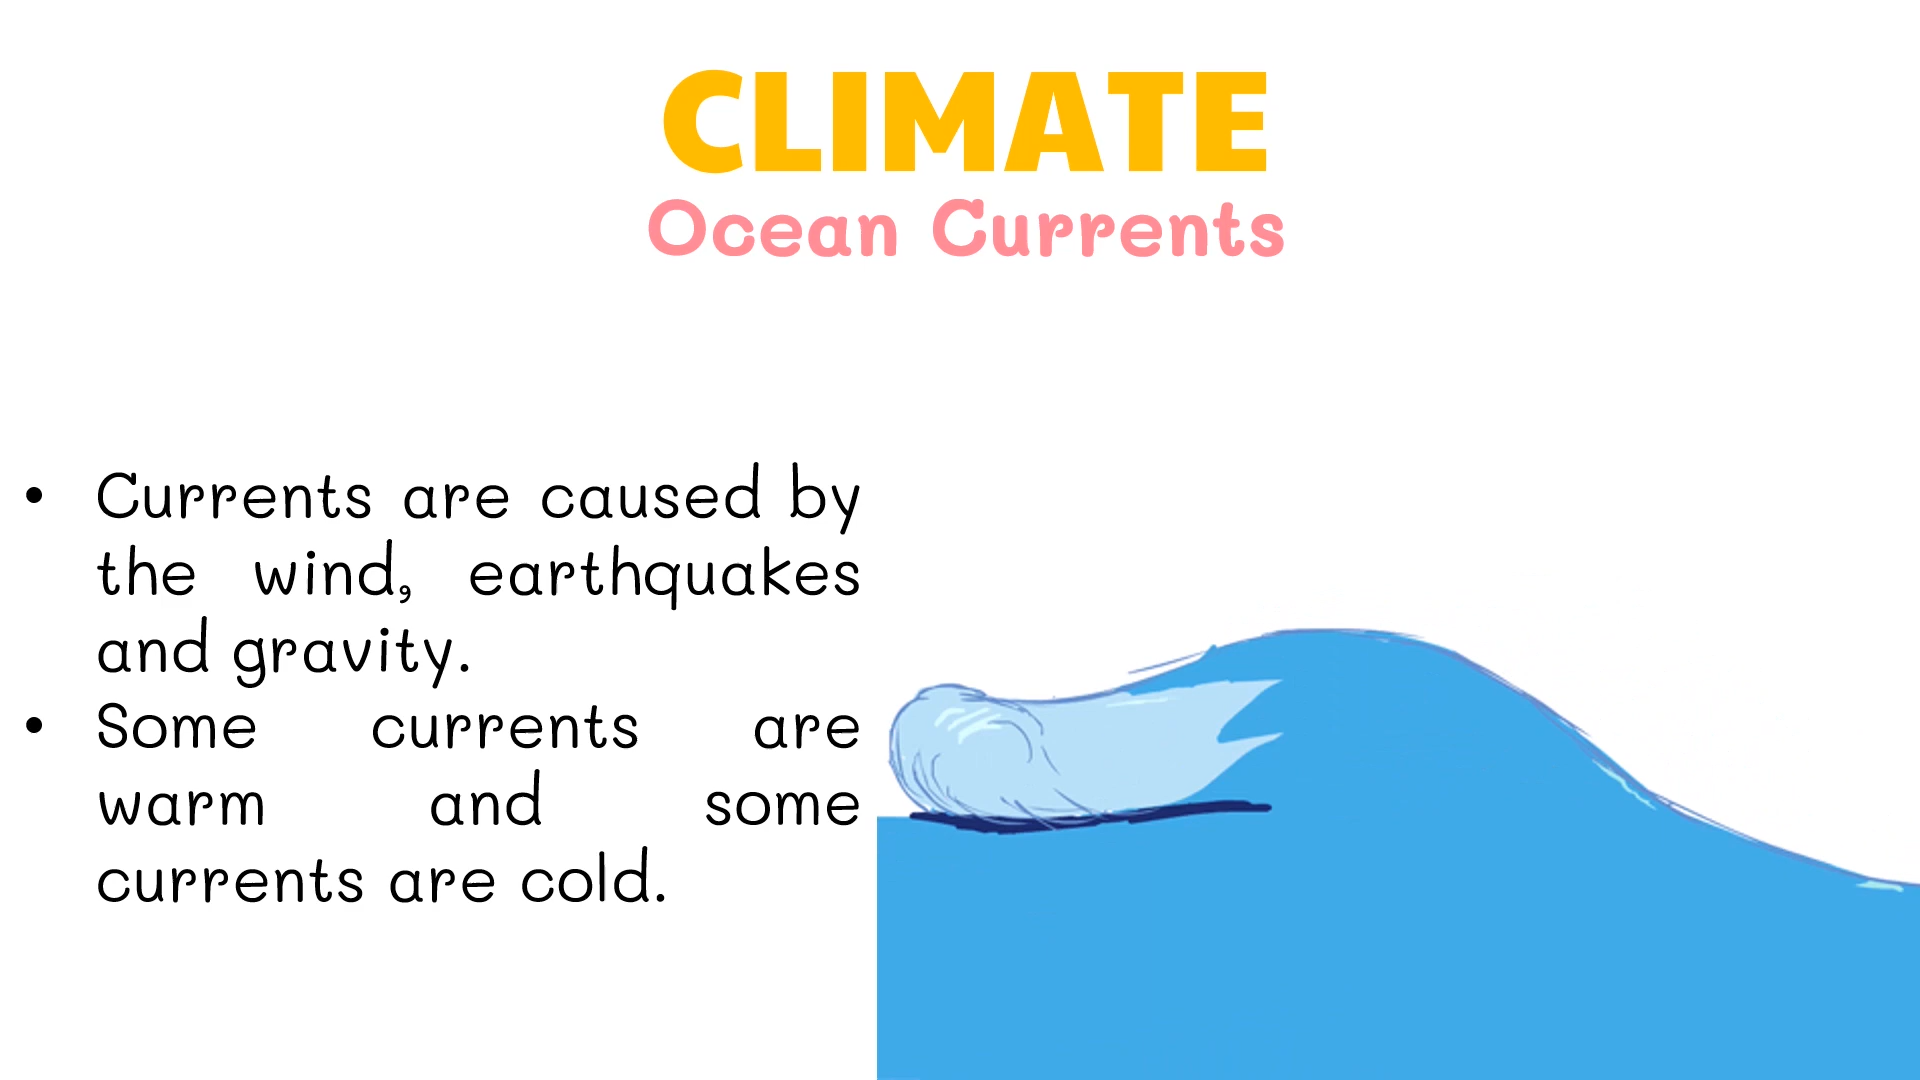 CLIMATE
Ocean Currents
• Currents are caused by
the wind, earthquakes
and gravity.
• Some currents are
warm and some
currents are cold.